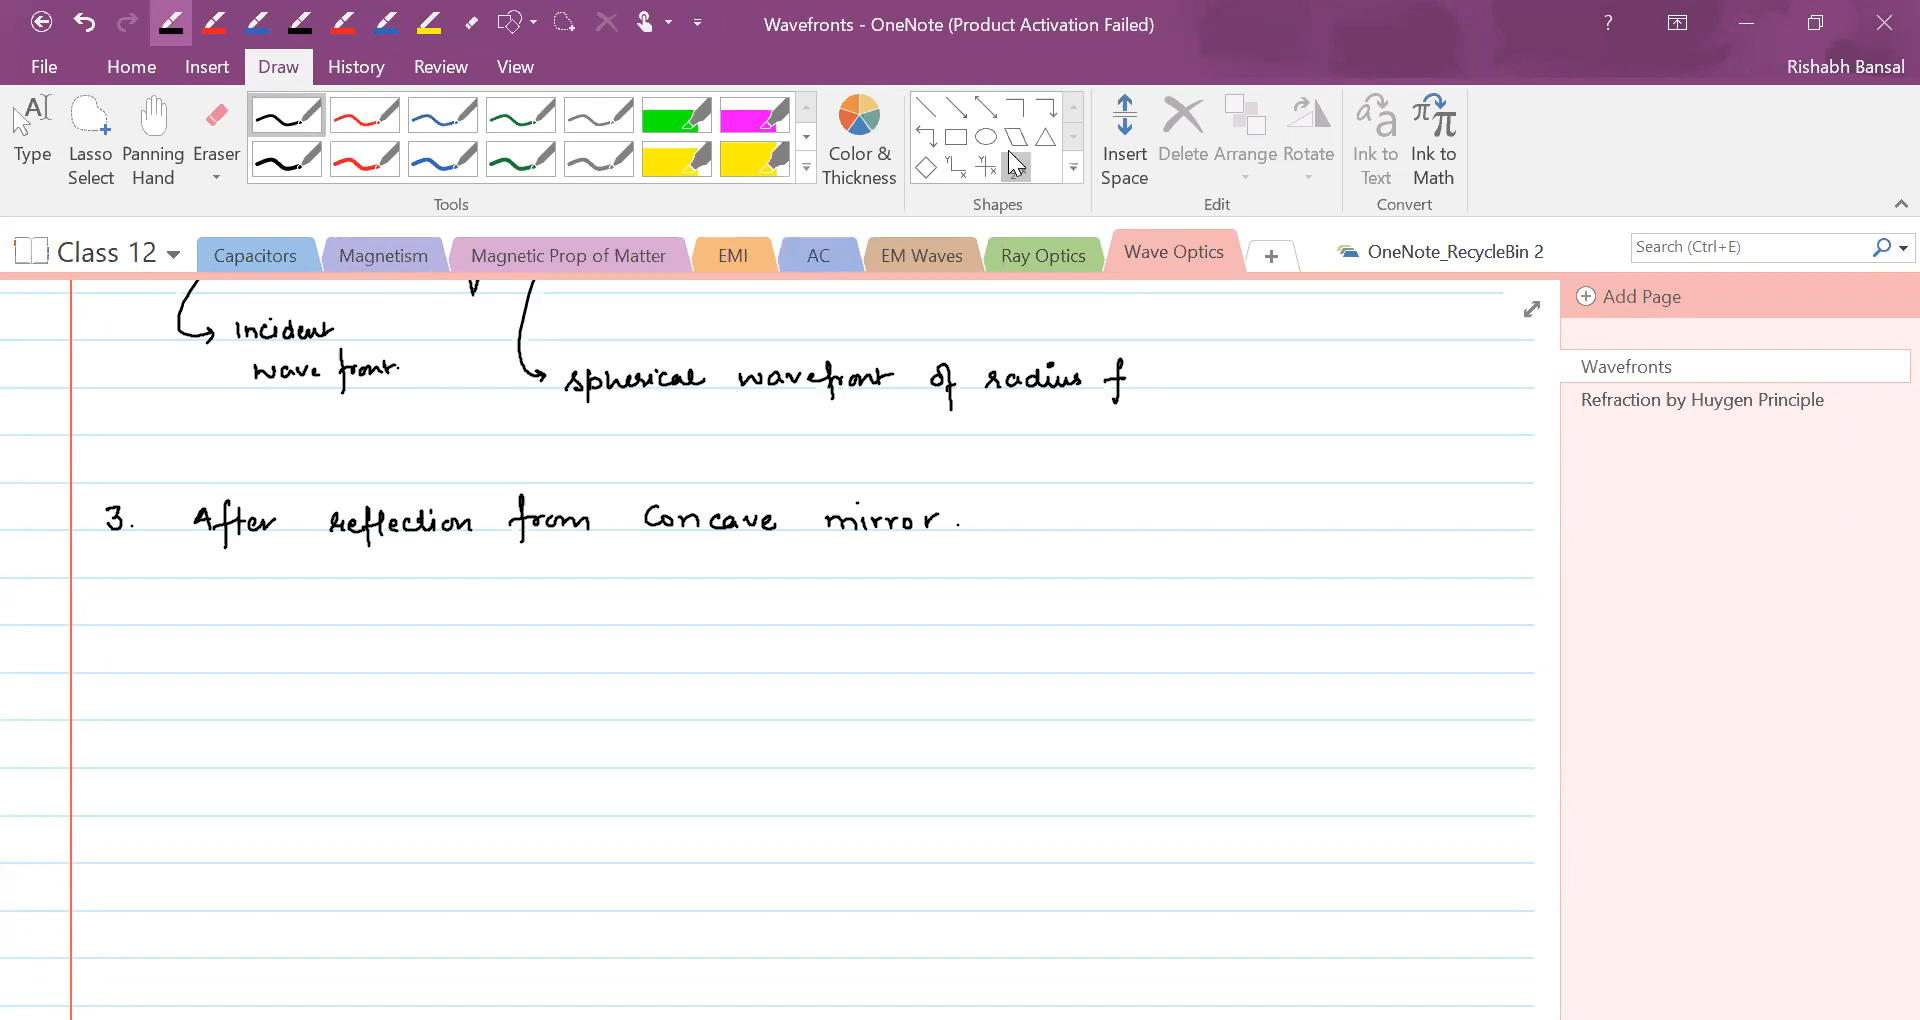 Wavefronts - OneNote (Product Activation Failed)
?
File Home Insert Draw History Review View
Rishabh Bansal
Type
Lasso Select
Panning Hand
Eraser
Color & Thickness
Insert Space
Delete
Arrange
Rotate
Ink to Text
Ink to Math
Tools
Shapes
Edit
Convert
Class 12
Capacitors
Magnetism
Magnetic Prop of Matter
EMI
AC
EM Waves
Ray Optics
Wave Optics
OneNote_RecycleBin 2
Search (Ctrl+E)
Add Page
Wavefronts
Refraction by Huygen Principle
incident
wave front.
spherical wavefront of radius f
3. After reflection from Concave mirror.